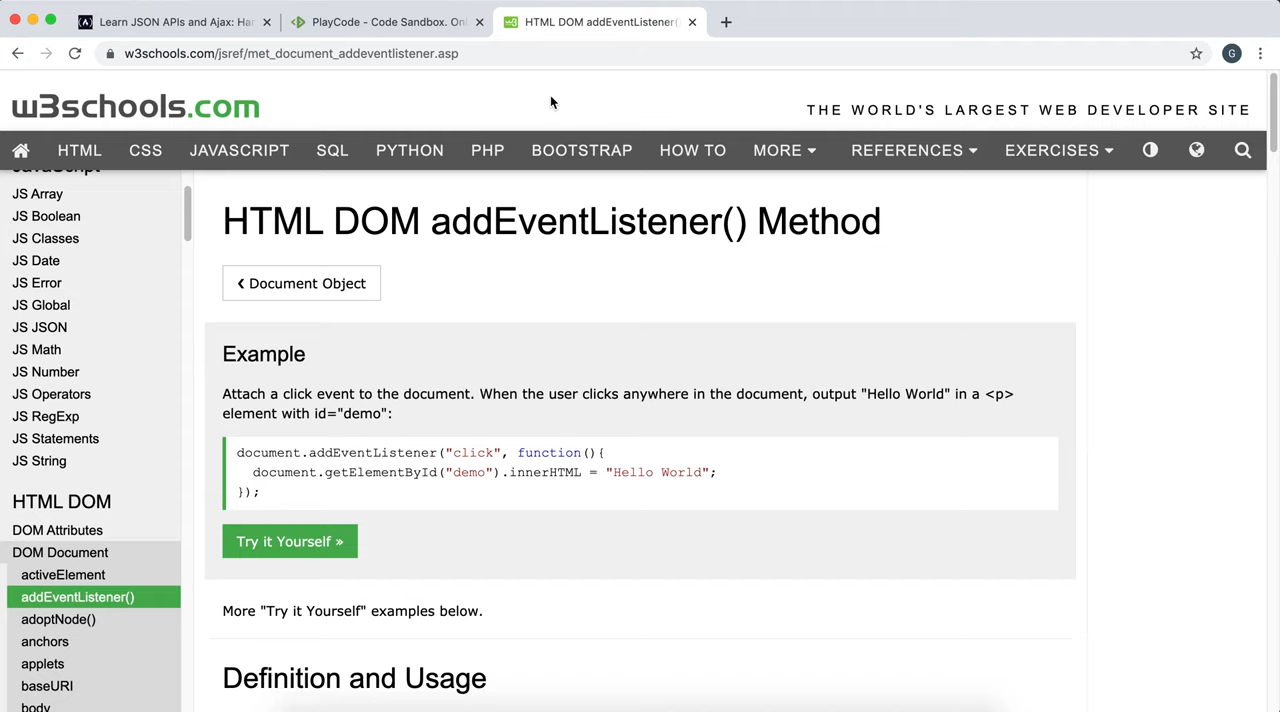 Learn JSON APIs and Ajax: Har
PlayCode - Code Sandbox. Onl
HTML DOM addEventListener()
w3schools.com/jsref/met_document_addeventlistener.asp
G
w3schools.com
THE WORLD'S LARGEST WEB DEVELOPER SITE
HTML CSS JAVASCRIPT SQL PYTHON PHP BOOTSTRAP HOW TO MORE REFERENCES EXERCISES
JavaScript
JS Array
JS Boolean
JS Classes
JS Date
JS Error
JS Global
JS JSON
JS Math
JS Number
JS Operators
JS RegExp
JS Statements
JS String
HTML DOM
DOM Attributes
DOM Document
activeElement
addEventListener()
adoptNode()
anchors
applets
baseURI
body
HTML DOM addEventListener() Method
❮ Document Object
Example
Attach a click event to the document. When the user clicks anywhere in the document, output "Hello World" in a <p>
element with id="demo":
document.addEventListener("click", function(){
document.getElementById("demo").innerHTML = "Hello World";
});
Try it Yourself »
More "Try it Yourself" examples below.
Definition and Usage